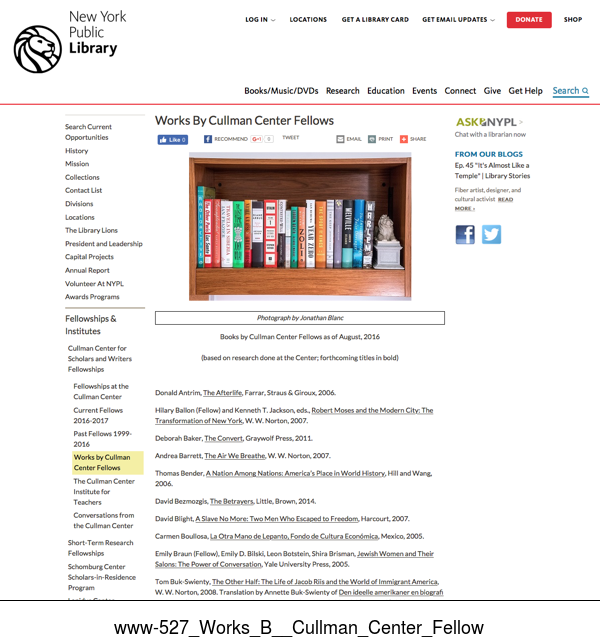 New York
Public
Library
LOG IN
LOCATIONS
GET A LIBRARY CARD
GET EMAIL UPDATES
DONATE
SHOP
Books/Music/DVDs Research Education Events Connect Give Get Help Search
Search Current
Opportunities
History
Mission
Collections
Contact List
Divisions
Locations
The Library Lions
President and Leadership
Capital Projects
Annual Report
Volunteer At NYPL
Awards Programs
Fellowships &
Institutes
Cullman Center for
Scholars and Writers
Fellowships
Fellowships at the
Cullman Center
Current Fellows
2016-2017
Past Fellows 1999-
2016
Works by Cullman
Center Fellows
The Cullman Center
Institute for
Teachers
Conversations from
the Cullman Center
Short-Term Research
Fellowships
Schomburg Center
Scholars-in-Residence
Program
Works By Cullman Center Fellows
Like 0
RECOMMEND
G+1 0
TWEET
EMAIL
PRINT
SHARE
ZOLI
YEAR ZERO
HARLEM
Photograph by Jonathan Blanc
Books by Cullman Center Fellows as of August, 2016
(based on research done at the Center; forthcoming titles in bold)
Donald Antrim, The Afterlife, Farrar, Straus & Giroux, 2006.
Hilary Ballon (Fellow) and Kenneth T. Jackson, eds., Robert Moses and the Modern City: The
Transformation of New York, W. W. Norton, 2007.
Deborah Baker, The Convert, Graywolf Press, 2011.
Andrea Barrett, The Air We Breathe, W. W. Norton, 2007.
Thomas Bender, A Nation Among Nations: America's Place in World History, Hill and Wang,
2006.
David Bezmozgis, The Betrayers, Little, Brown, 2014.
David Blight, A Slave No More: Two Men Who Escaped to Freedom, Harcourt, 2007.
Carmen Boullosa, La Otra Mano de Lepanto, Fondo de Cultura Económica, Mexico, 2005.
Emily Braun (Fellow), Emily D. Bilski, Leon Botstein, Shira Brisman, Jewish Women and Their
Salons: The Power of Conversation, Yale University Press, 2005.
Tom Buk-Swienty, The Other Half: The Life of Jacob Riis and the World of Immigrant America,
W. W. Norton, 2008. Translation by Annette Buk-Swienty of Den ideelle amerikaner en biografi
ASK NYPL >
Chat with a librarian now
FROM OUR BLOGS
Ep. 45 "It's Almost Like a
Temple" | Library Stories
Fiber artist, designer, and
cultural activist READ
MORE ›
www-527_Works_B__Cullman_Center_Fellow